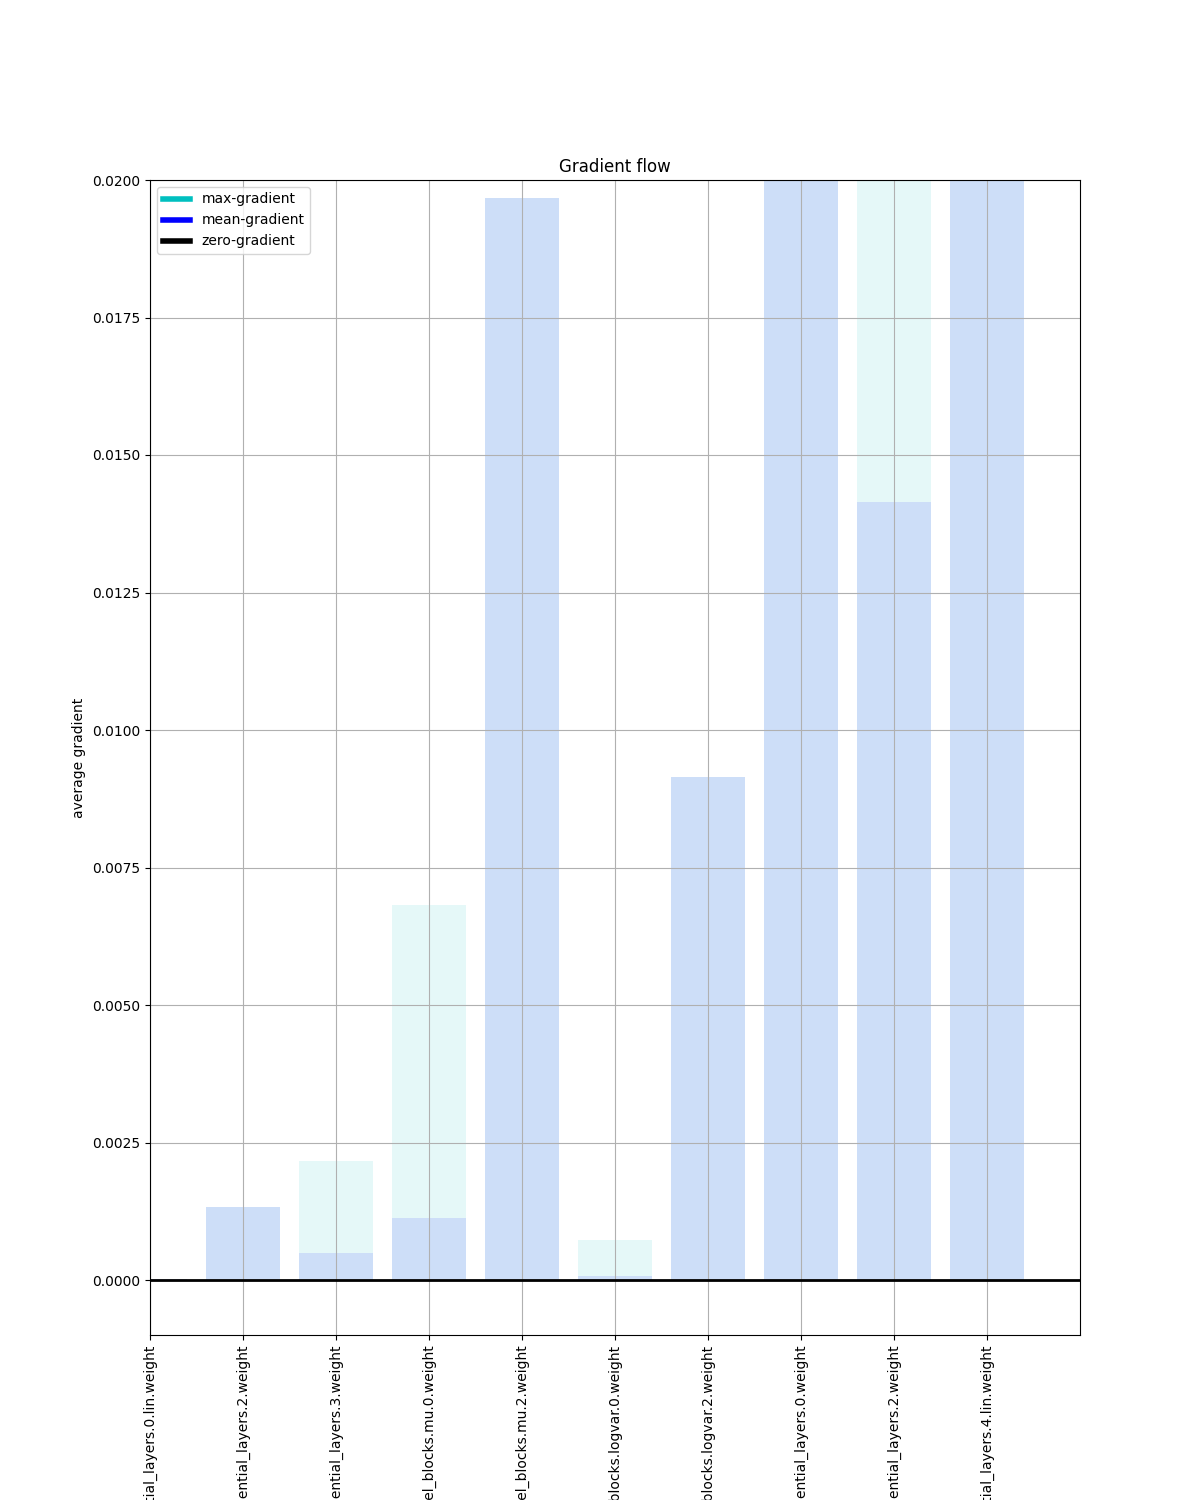 Gradient flow
max-gradient
mean-gradient
zero-gradient
0.0200
0.0175
0.0150
0.0125
0.0100
0.0075
0.0050
0.0025
0.0000
average gradient
tial_layers.0.lin.weight
ential_layers.2.weight
ential_layers.3.weight
el_blocks.mu.0.weight
el_blocks.mu.2.weight
blocks.logvar.0.weight
blocks.logvar.2.weight
ential_layers.0.weight
ential_layers.2.weight
tial_layers.4.lin.weight